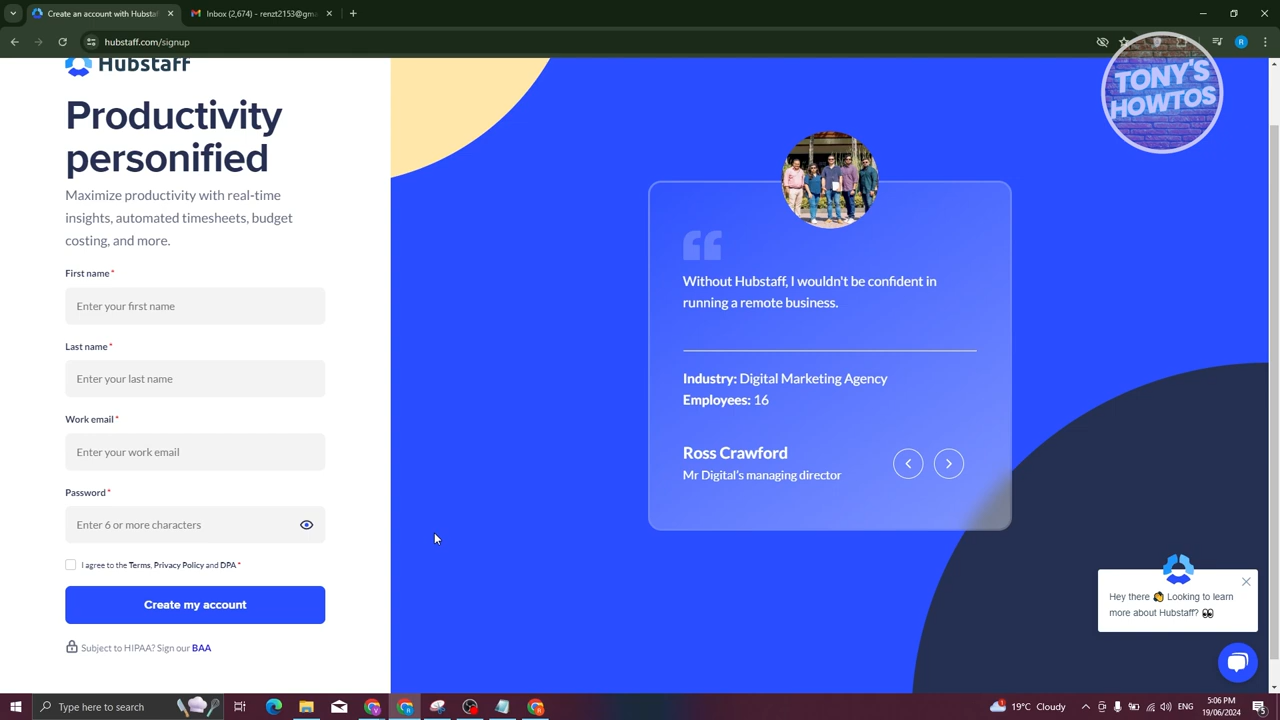 Create an account with Hubstaf
Inbox (2,674) - renzt2153@gma
hubstaff.com/signup
R
TONY'S
HOWTOS
Hubstaff
Productivity
personified
Maximize productivity with real-time
insights, automated timesheets, budget
costing, and more.
First name *
Enter your first name
Last name *
Enter your last name
Work email *
Enter your work email
Password *
Enter 6 or more characters
I agree to the Terms, Privacy Policy and DPA *
Create my account
Subject to HIPAA? Sign our BAA
Without Hubstaff, I wouldn't be confident in
running a remote business.
Industry: Digital Marketing Agency
Employees: 16
Ross Crawford
Mr Digital's managing director
Hey there 👏 Looking to learn
more about Hubstaff? 👀
Type here to search
19°C Cloudy
5:06 PM
19/06/2024